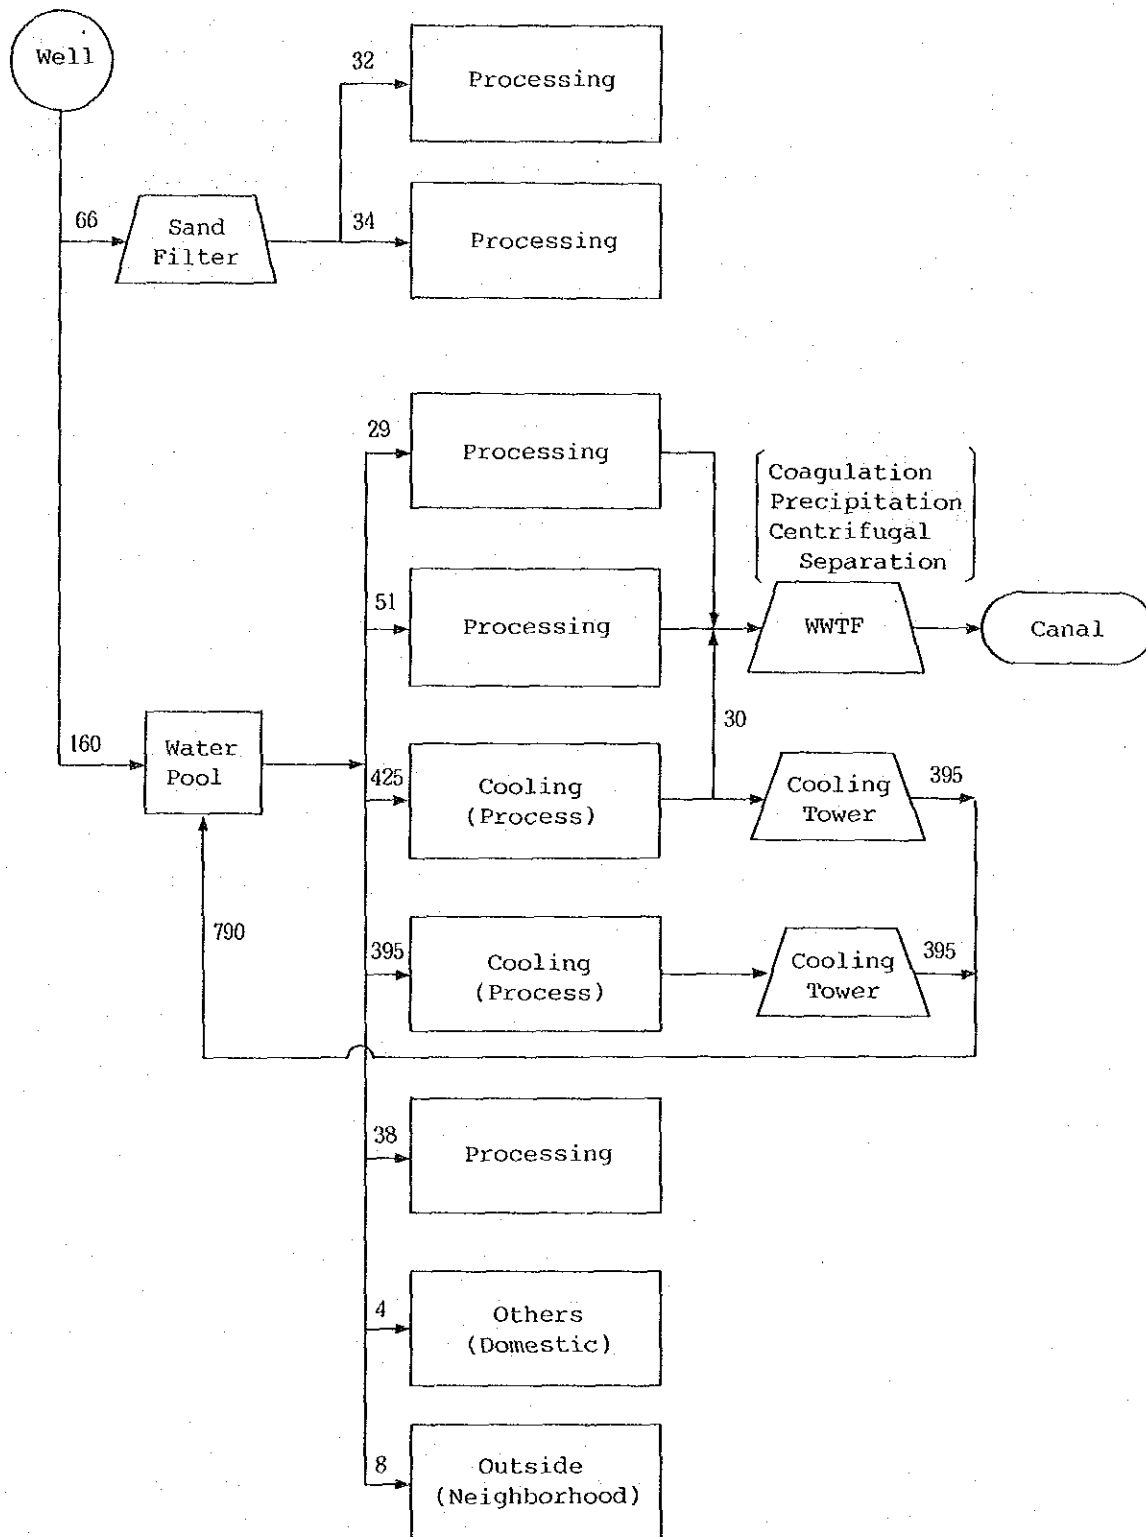 Well
32
Processing
66
Sand
Filter
34
Processing
29
Processing
Coagulation
Precipitation
Centrifugal
Separation
51
Processing
WWTF
Canal
30
160
Water
Pool
425
Cooling
(Process)
Cooling
Tower
395
790
395
Cooling
(Process)
Cooling
Tower
395
38
Processing
4
Others
(Domestic)
8
Outside
(Neighborhood)